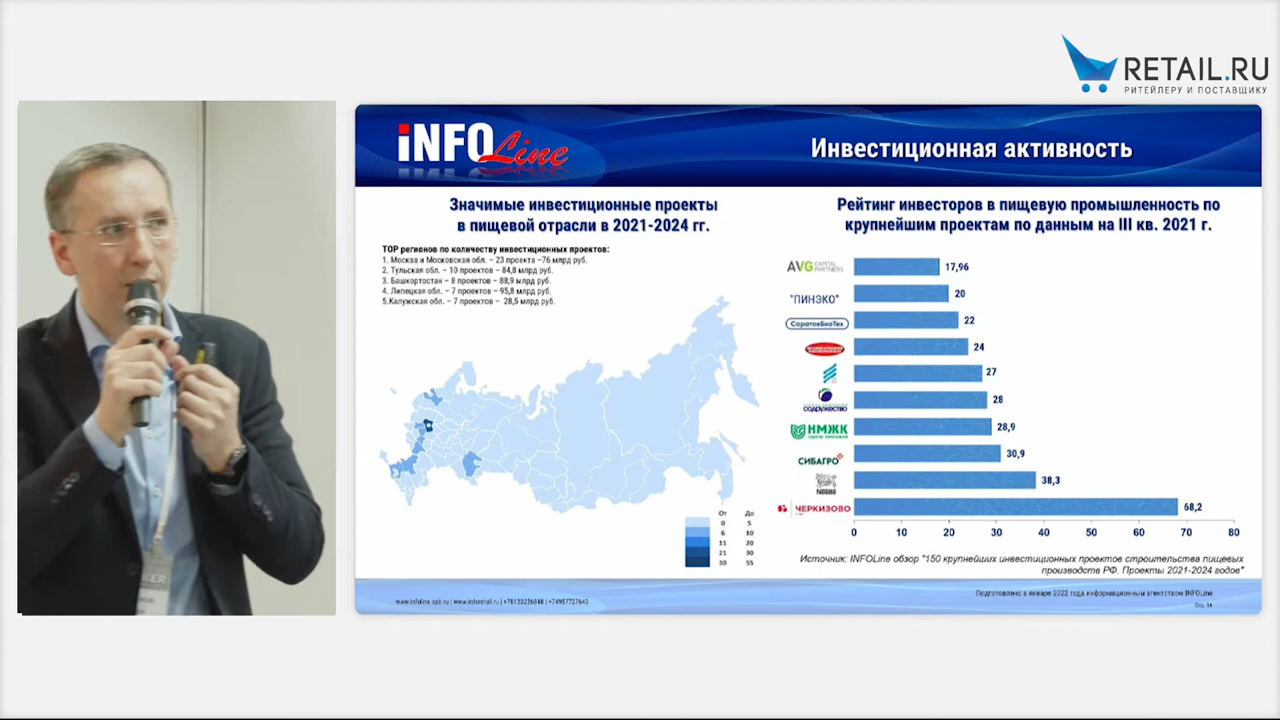 RETAIL.RU
РИТЕЙЛЕРУ И ПОСТАВЩИКУ
iNFOLine
Инвестиционная активность
Значимые инвестиционные проекты
в пищевой отрасли в 2021-2024 гг.
TOP регионов по количеству инвестиционных проектов:
1. Москва и Московская обл. – 23 проекта –76 млрд руб.
2. Тульская обл. – 10 проектов – 84,8 млрд руб.
3. Башкортостан – 8 проектов – 88,9 млрд руб.
4. Липецкая обл. – 7 проектов – 95,8 млрд руб.
5.Калужская обл. – 7 проектов – 28,5 млрд руб.
От До
0 5
6 10
11 20
21 30
30 55
Рейтинг инвесторов в пищевую промышленность по
крупнейшим проектам по данным на III кв. 2021 г.
AVG CAPITAL PARTNERS 17,96
"ПИНЭКО" 20
СаратовБиоТех 22
24
27
СОДРУЖЕСТВО 28
НМЖК 28,9
СИБАГРО 30,9
Nestle 38,3
ЧЕРКИЗОВО 68,2
0 10 20 30 40 50 60 70 80
Источник: INFOLine обзор "150 крупнейших инвестиционных проектов строительства пищевых
производств РФ. Проекты 2021-2024 годов"
Подготовлено в январе 2022 года информационным агентством INFOLine
www.infoline.spb.ru | www.inforetail.ru | +78123226848 | +74957727640
Стр. 14